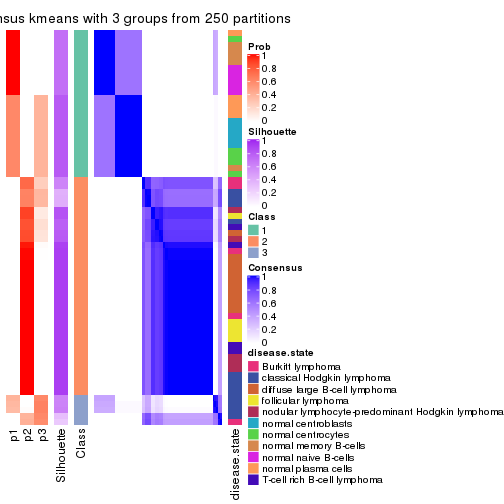 sus kmeans with 3 groups from 250 partitions
Prob
1
0.8
0.6
0.4
0.2
0
Silhouette
1
0.8
0.6
0.4
0.2
0
Class
1
2
3
Consensus
1
0.8
0.6
0.4
0.2
0
disease.state
Burkitt lymphoma
classical Hodgkin lymphoma
diffuse large B-cell lymphoma
follicular lymphoma
nodular lymphocyte-predominant Hodgkin lymphoma
normal centroblasts
normal centrocytes
normal memory B-cells
normal naive B-cells
normal plasma cells
T-cell rich B-cell lymphoma
p1
p2
p3
Silhouette
Class
disease.state